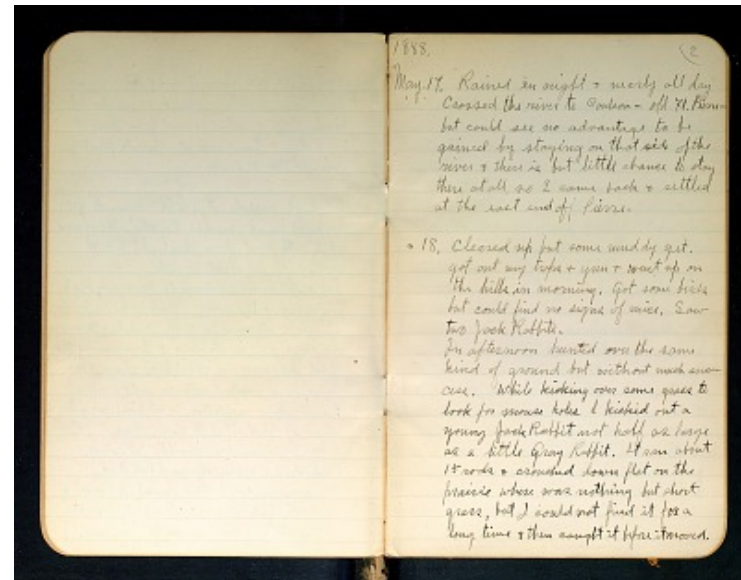 1888. 2
May. 17. Rained in night + nearly all day
Crossed the river to - old Ft. Pierre
but could see no advantage to be
gained by staying on that side of the
river + there is but little chance to stay
there at all so I came back + settled
at the east end of Pierre.
" 18. Cleared up but some muddy yet.
got out my traps + gun + went up on
the hills in morning. Got some birds
but could find no signs of mice. Saw
two Jack Rabbits.
In afternoon hunted over the same
kind of ground but without much suc-
cess. While kicking over some grass to
look for mouse holes I kicked out a
young Jack Rabbit not half as large
as a little Gray Rabbit. It ran about
15 rods + crouched down flat on the
prairie where was nothing but short
grass, but I could not find it for a
long time + then caught it before it moved.